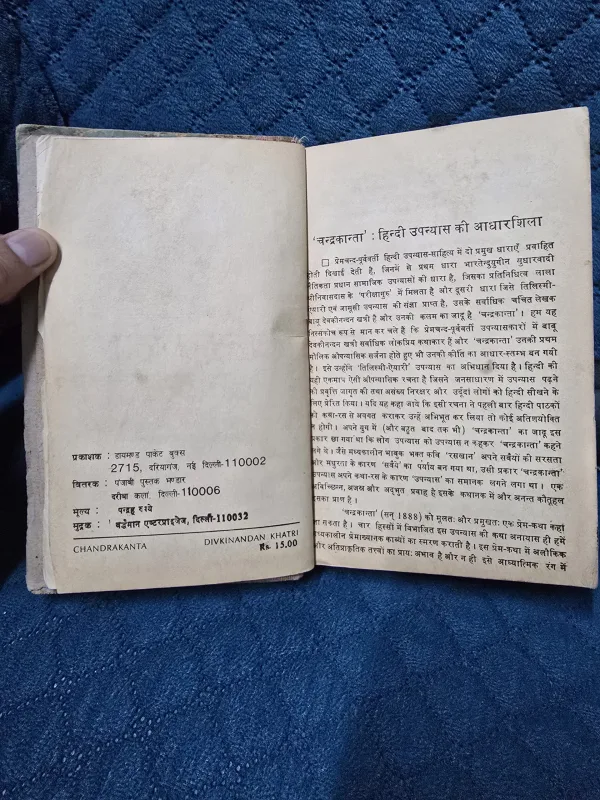 प्रकाशक : डायमण्ड पाकेट बुक्स
2715, दरियागंज, नई दिल्ली-110002
वितरक : पंजाबी पुस्तक भण्डार
दरीबा कलां, दिल्ली-110006
मूल्य : पन्द्रह रुपये
मुद्रक : वर्द्धमान एण्टरप्राइजेज, दिल्ली-110032
CHANDRAKANTA DIVKINANDAN KHATRI
Rs. 15.00
'चन्द्रकान्ता' : हिन्दी उपन्यास की आधारशिला
□ प्रेमचन्द-पूर्ववर्ती हिन्दी उपन्यास-साहित्य में दो प्रमुख धाराएँ प्रवाहित
होती दिखाई देती है, जिनमें से प्रथम धारा भारतेन्दुयुगीन सुधारवादी
नैतिकता प्रधान सामाजिक उपन्यासों की धारा है, जिसका प्रतिनिधित्व लाला
श्रीनिवासदास के 'परीक्षागुरु' में मिलता है और दूसरी धारा जिसे तिलिस्मी-
एयारी एवं जासूसी उपन्यास की संज्ञा प्राप्त है, उसके सर्वाधिक चर्चित लेखक
बाबू देवकीनन्दन खत्री है और उनकी कलम का जादू है 'चन्द्रकान्ता'। हम यह
निस्संकोच रूप से मान कर चले है कि प्रेमचन्द-पूर्ववर्ती उपन्यासकारों में बाबू
देवकीनन्दन खत्री सर्वाधिक लोकप्रिय कथाकार हैं और 'चन्द्रकान्ता' उनकी प्रथम
मौलिक औपन्यासिक सर्जना होते हुए भी उनकी कीर्ति का आधार-स्तम्भ बन गयी
है। इसे उन्होंने 'तिलिस्मी-ऐयारी' उपन्यास का अभिधान दिया है। हिन्दी की
यही एकमात्र ऐसी औपन्यासिक रचना है जिसने जनसाधारण में उपन्यास पढ़ने
की प्रवृत्ति जागृत की तथा असंख्य निरक्षर और उर्दूदां लोगों को हिन्दी सीखने के
लिए प्रेरित किया। यदि यह कहा जाये कि इसी रचना ने पहली बार हिन्दी पाठकों
को कथा-रस से अवगत कराकर उन्हें अभिभूत कर लिया तो कोई अतिशयोक्ति
न होगी। अपने युग में (और बहुत बाद तक भी) 'चन्द्रकान्ता' का जादू इस
प्रकार छा गया था कि लोग उपन्यास को उपन्यास न कहकर 'चन्द्रकान्ता' कहने
लगे थे। जैसे मध्यकालीन भावुक भक्त कवि 'रसखान' अपने सवैयों की सरसता
और मधुरता के कारण 'सवैये' का पर्याय बन गया था, उसी प्रकार 'चन्द्रकान्ता'
उपन्यास अपने कथा-रस के कारण 'उपन्यास' का समानक लगने लगा था। एक
अविच्छिन्न, अजस्र और अद्भुत प्रवाह है इसके कथानक में और अनन्त कौतूहल
इसका प्राण है।
'चन्द्रकान्ता' (सन् 1888) को मूलतः और प्रमुखतः एक प्रेम-कथा कहा
जा सकता है। चार हिस्सों में विभाजित इस उपन्यास की कथा अनायास ही हमें
मध्यकालीन प्रेमाख्यानक काव्यों का स्मरण कराती है। इस प्रेम-कथा में अलौकिक
और अतिप्राकृतिक तत्त्वों का प्रायः अभाव है और न ही इसे आध्यात्मिक रंग में